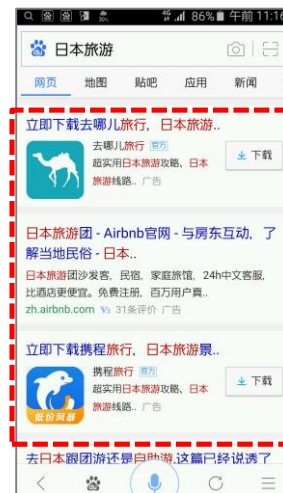 4G 86% 午前 11:16
日本旅游
网页 地图 贴吧 应用 新闻
立即下载去哪儿旅行，日本旅游..
去哪儿旅行 官方
超实用日本旅游攻略、日本
旅游线路.. 广告
下载
日本旅游团 - Airbnb官网 - 与房东互动，了
解当地民俗 - 日本..
日本旅游团沙发客，民宿，家庭旅馆，24h中文客服，
比酒店更便宜。免费注册，百万用户真..
zh.airbnb.com V3 31条评价 广告
立即下载携程旅行，日本旅游景..
携程旅行 官方
超实用日本旅游攻略、日本
旅游线路.. 广告
下载
低价风暴
去日本跟团游还是自助游,这篇已经说透了